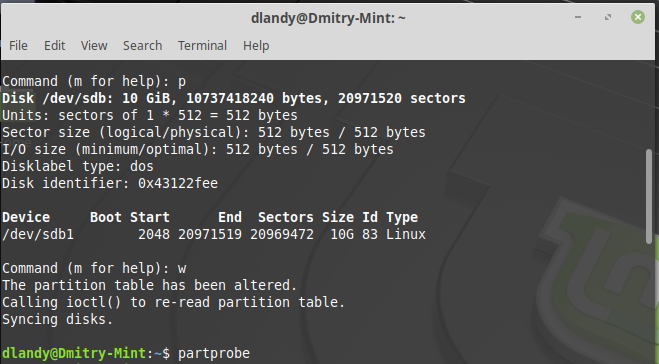 dlandy@Dmitry-Mint: ~
File Edit View Search Terminal Help
Command (m for help): p
Disk /dev/sdb: 10 GiB, 10737418240 bytes, 20971520 sectors
Units: sectors of 1 * 512 = 512 bytes
Sector size (logical/physical): 512 bytes / 512 bytes
I/O size (minimum/optimal): 512 bytes / 512 bytes
Disklabel type: dos
Disk identifier: 0x43122fee
Device     Boot Start      End  Sectors Size Id Type
/dev/sdb1        2048 20971519 20969472  10G 83 Linux
Command (m for help): w
The partition table has been altered.
Calling ioctl() to re-read partition table.
Syncing disks.
dlandy@Dmitry-Mint:~$ partprobe